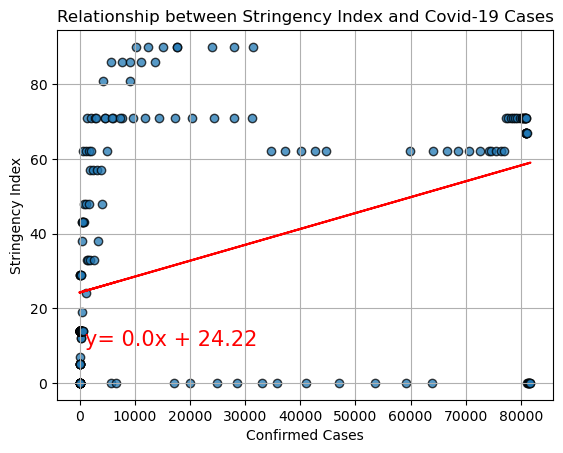 Relationship between Stringency Index and Covid-19 Cases
Stringency Index
80
60
40
20
0
y= 0.0x + 24.22
0 10000 20000 30000 40000 50000 60000 70000 80000
Confirmed Cases